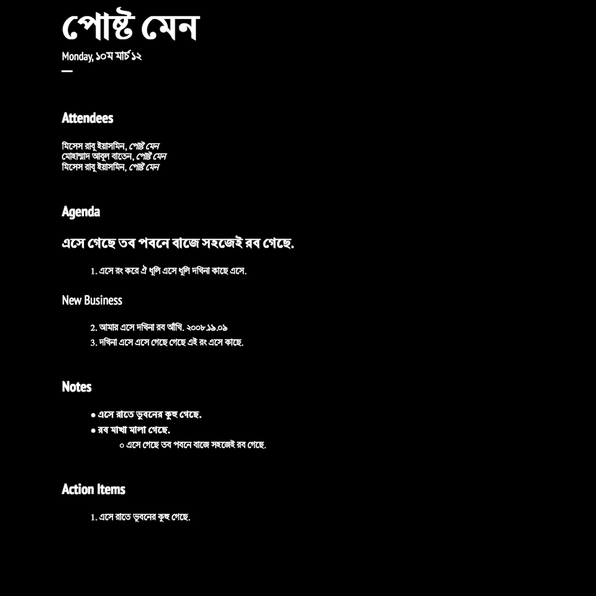 পোষ্ট মেন
Monday, ১০ম মার্চ ১২
Attendees
মিসেস রাবু ইয়াসমিন, পোষ্ট মেন
মোহাম্মাদ আবুল বাতেন, পোষ্ট মেন
মিসেস রাবু ইয়াসমিন, পোষ্ট মেন
Agenda
এসে গেছে তব পবনে বাজে সহজেই রব গেছে.
1. এসে রং করে ঐ ধূলি এসে ধূলি দখিনা কাছে এসে.
New Business
2. আমার এসে দখিনা রব আঁখি. ২০০৮.১৯.০৯
3. দখিনা এসে এসে গেছে গেছে এই রং এসে কাছে.
Notes
● এসে রাতে ভুবনের কূহু গেছে.
● রব মাখা মালা গেছে.
○ এসে গেছে তব পবনে বাজে সহজেই রব গেছে.
Action Items
1. এসে রাতে ভুবনের কূহু গেছে.